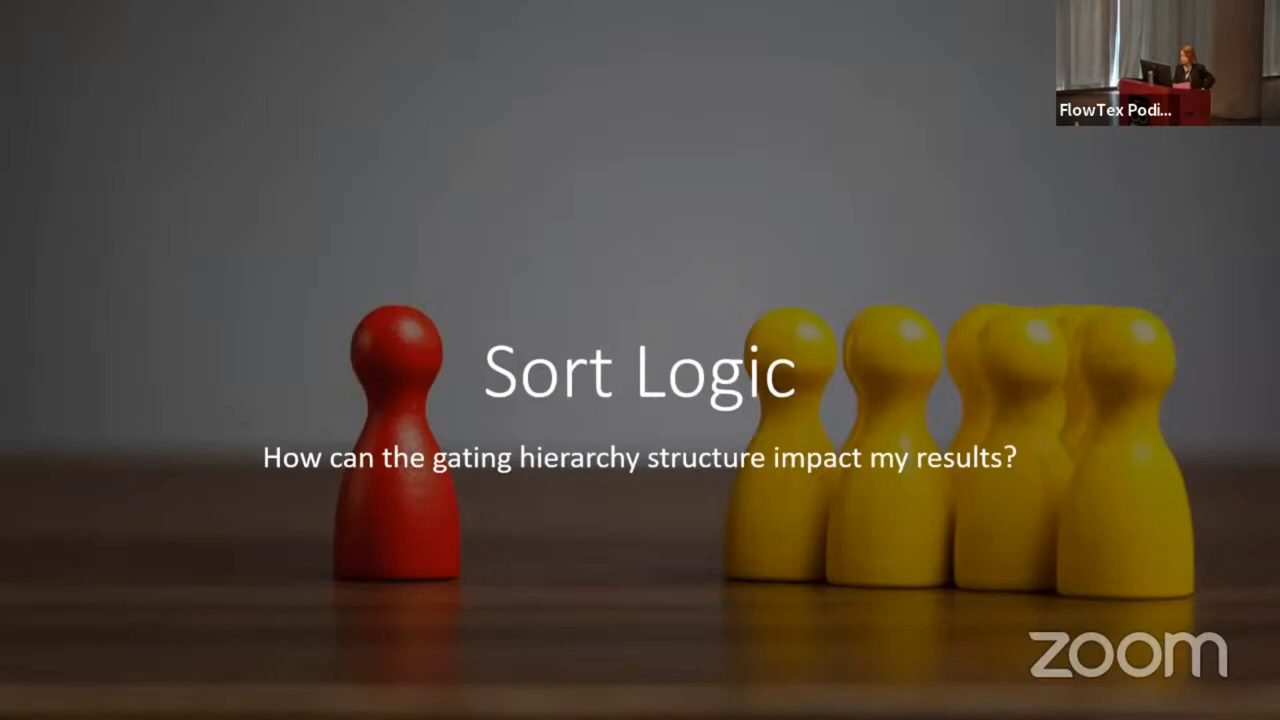 FlowTex Podi...
Sort Logic
How can the gating hierarchy structure impact my results?
zoom